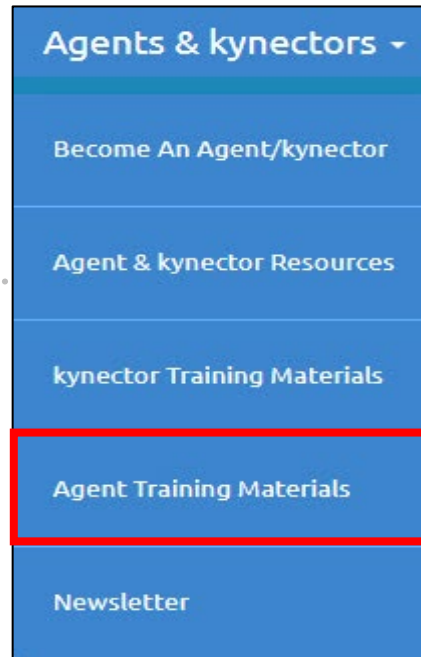 Agents & kynectors
Become An Agent/kynector
Agent & kynector Resources
kynector Training Materials
Agent Training Materials
Newsletter